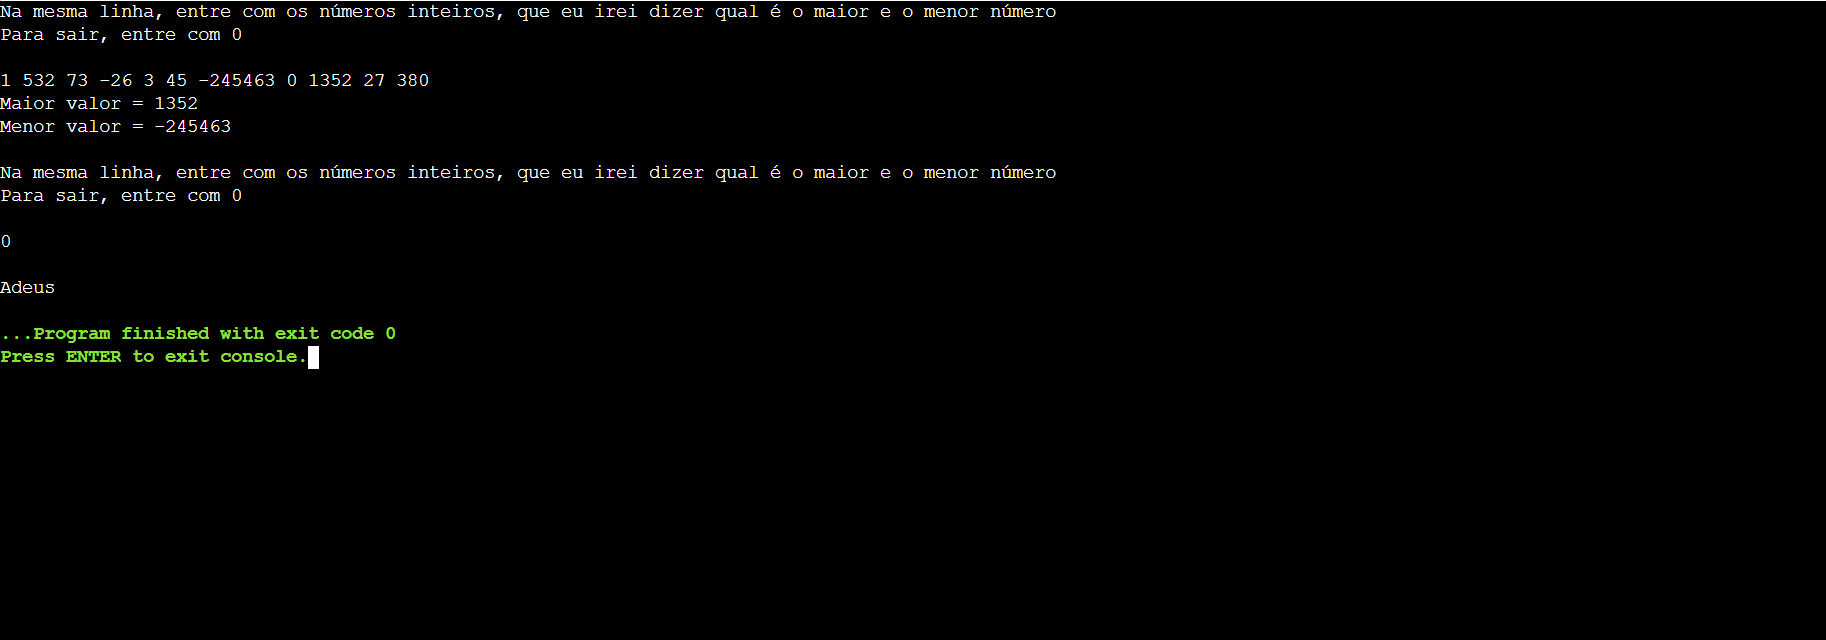 Na mesma linha, entre com os números inteiros, que eu irei dizer qual é o maior e o menor número
Para sair, entre com 0
1 532 73 -26 3 45 -245463 0 1352 27 380
Maior valor = 1352
Menor valor = -245463
Na mesma linha, entre com os números inteiros, que eu irei dizer qual é o maior e o menor número
Para sair, entre com 0
0
Adeus
...Program finished with exit code 0
Press ENTER to exit console.